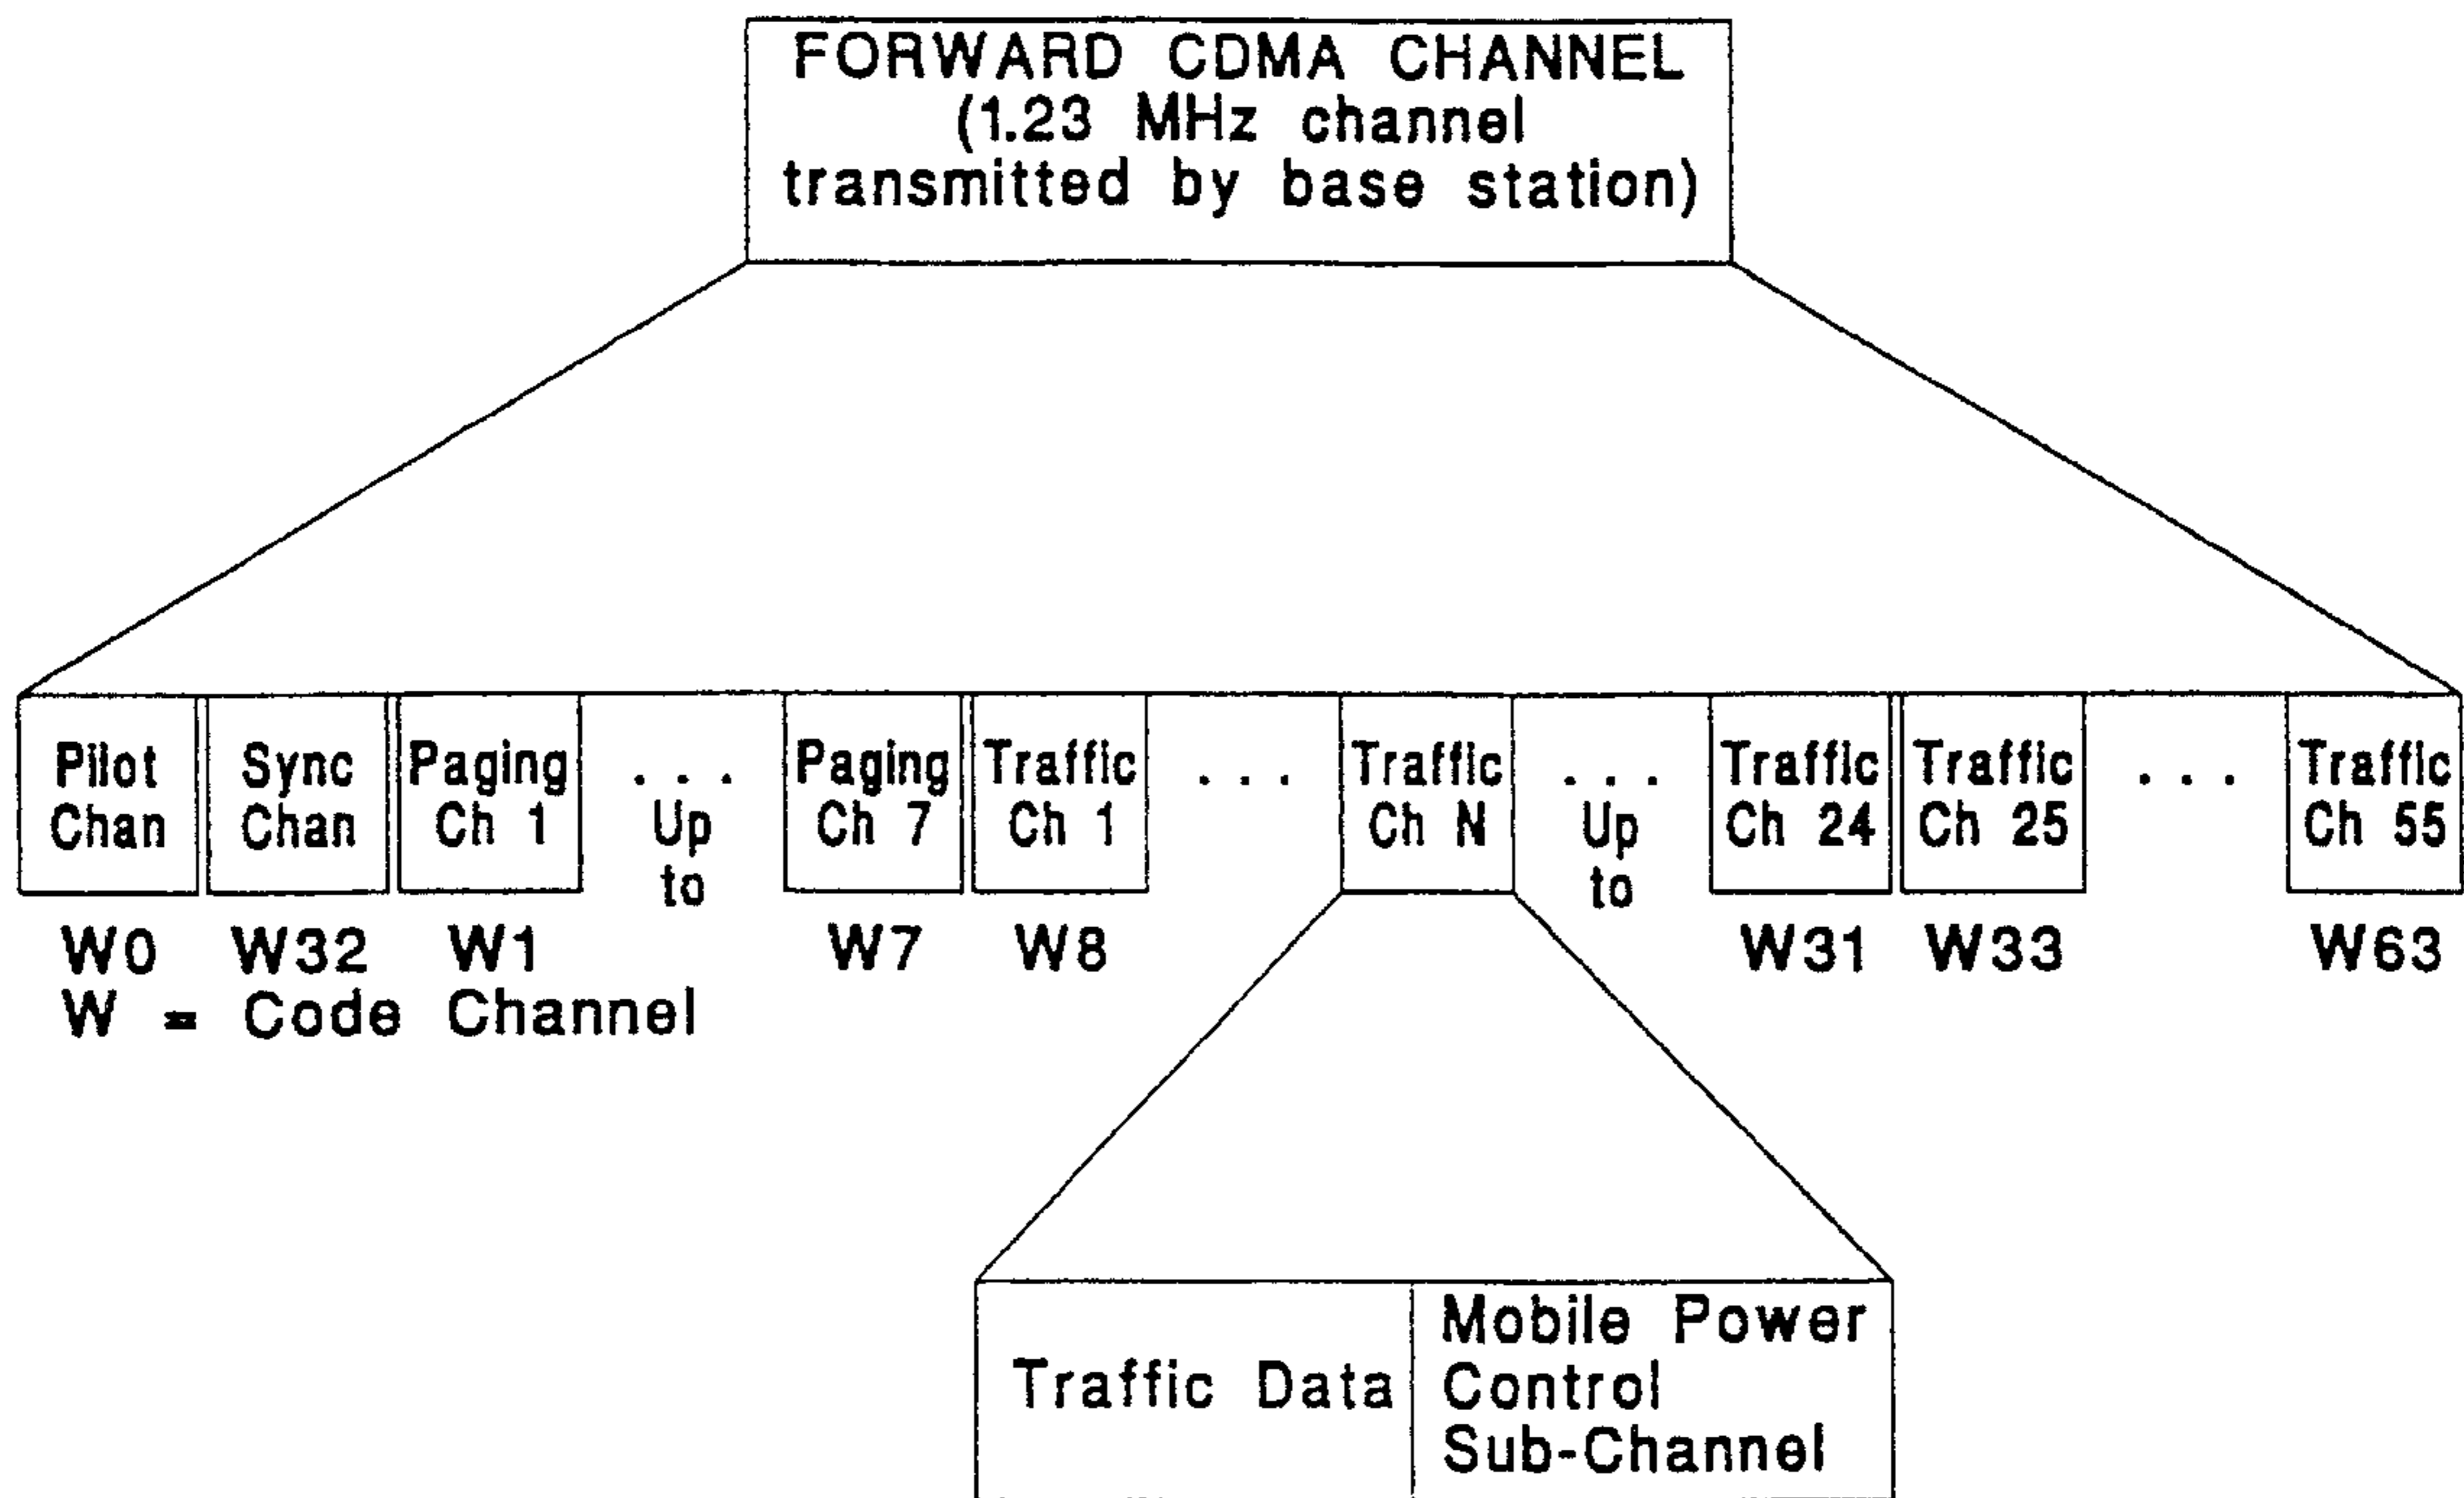 FORWARD CDMA CHANNEL
(1.23 MHz channel
transmitted by base station)
Pilot
Chan
Sync
Chan
Paging
Ch 1
. . .
Up
to
Paging
Ch 7
Traffic
Ch 1
. . .
Traffic
Ch N
. . .
Up
to
Traffic
Ch 24
Traffic
Ch 25
. . .
Traffic
Ch 55
W0 W32 W1 W7 W8 W31 W33 W63
W = Code Channel
Traffic Data
Mobile Power
Control
Sub-Channel